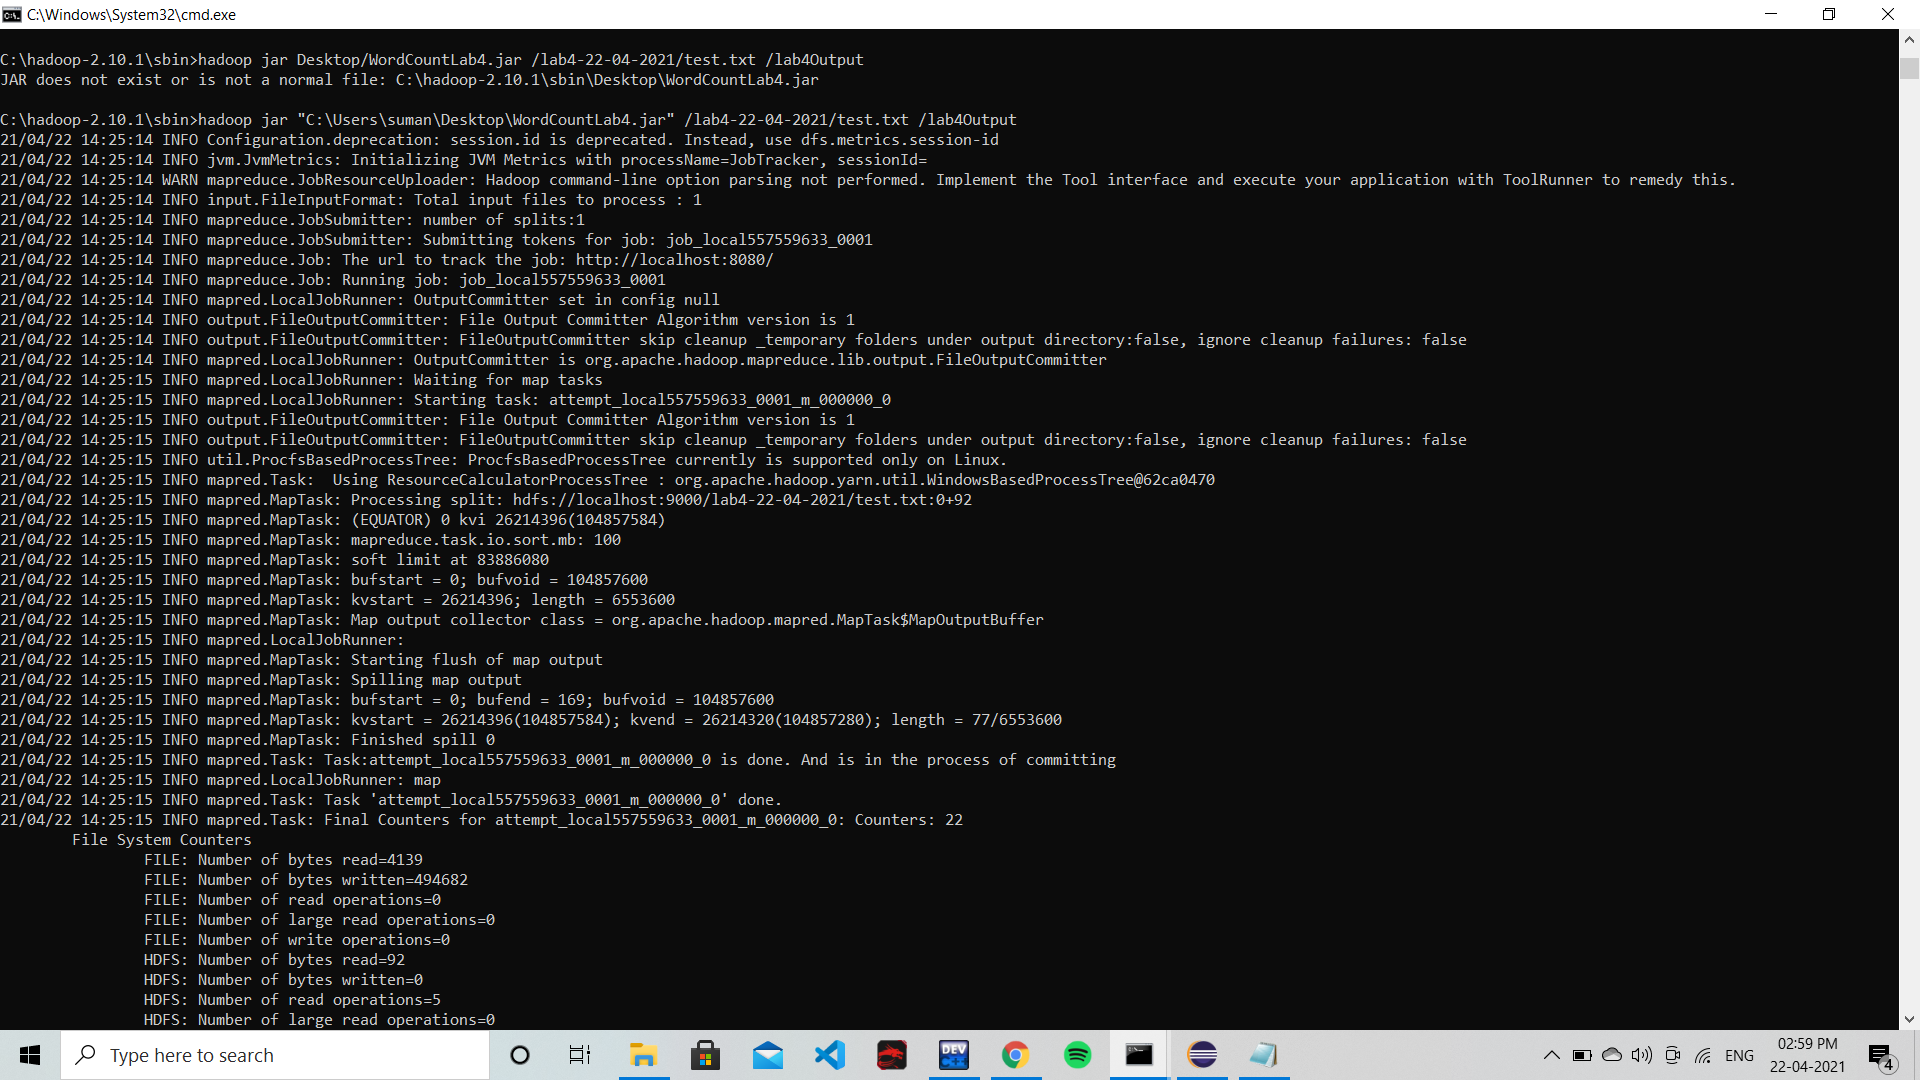 C:\Windows\System32\cmd.exe
C:\hadoop-2.10.1\sbin>hadoop jar Desktop/WordCountLab4.jar /lab4-22-04-2021/test.txt /lab4Output
JAR does not exist or is not a normal file: C:\hadoop-2.10.1\sbin\Desktop\WordCountLab4.jar
C:\hadoop-2.10.1\sbin>hadoop jar "C:\Users\suman\Desktop\WordCountLab4.jar" /lab4-22-04-2021/test.txt /lab4Output
21/04/22 14:25:14 INFO Configuration.deprecation: session.id is deprecated. Instead, use dfs.metrics.session-id
21/04/22 14:25:14 INFO jvm.JvmMetrics: Initializing JVM Metrics with processName=JobTracker, sessionId=
21/04/22 14:25:14 WARN mapreduce.JobResourceUploader: Hadoop command-line option parsing not performed. Implement the Tool interface and execute your application with ToolRunner to remedy this.
21/04/22 14:25:14 INFO input.FileInputFormat: Total input files to process : 1
21/04/22 14:25:14 INFO mapreduce.JobSubmitter: number of splits:1
21/04/22 14:25:14 INFO mapreduce.JobSubmitter: Submitting tokens for job: job_local557559633_0001
21/04/22 14:25:14 INFO mapreduce.Job: The url to track the job: http://localhost:8080/
21/04/22 14:25:14 INFO mapreduce.Job: Running job: job_local557559633_0001
21/04/22 14:25:14 INFO mapred.LocalJobRunner: OutputCommitter set in config null
21/04/22 14:25:14 INFO output.FileOutputCommitter: File Output Committer Algorithm version is 1
21/04/22 14:25:14 INFO output.FileOutputCommitter: FileOutputCommitter skip cleanup _temporary folders under output directory:false, ignore cleanup failures: false
21/04/22 14:25:14 INFO mapred.LocalJobRunner: OutputCommitter is org.apache.hadoop.mapreduce.lib.output.FileOutputCommitter
21/04/22 14:25:15 INFO mapred.LocalJobRunner: Waiting for map tasks
21/04/22 14:25:15 INFO mapred.LocalJobRunner: Starting task: attempt_local557559633_0001_m_000000_0
21/04/22 14:25:15 INFO output.FileOutputCommitter: File Output Committer Algorithm version is 1
21/04/22 14:25:15 INFO output.FileOutputCommitter: FileOutputCommitter skip cleanup _temporary folders under output directory:false, ignore cleanup failures: false
21/04/22 14:25:15 INFO util.ProcfsBasedProcessTree: ProcfsBasedProcessTree currently is supported only on Linux.
21/04/22 14:25:15 INFO mapred.Task:  Using ResourceCalculatorProcessTree : org.apache.hadoop.yarn.util.WindowsBasedProcessTree@62ca0470
21/04/22 14:25:15 INFO mapred.MapTask: Processing split: hdfs://localhost:9000/lab4-22-04-2021/test.txt:0+92
21/04/22 14:25:15 INFO mapred.MapTask: (EQUATOR) 0 kvi 26214396(104857584)
21/04/22 14:25:15 INFO mapred.MapTask: mapreduce.task.io.sort.mb: 100
21/04/22 14:25:15 INFO mapred.MapTask: soft limit at 83886080
21/04/22 14:25:15 INFO mapred.MapTask: bufstart = 0; bufvoid = 104857600
21/04/22 14:25:15 INFO mapred.MapTask: kvstart = 26214396; length = 6553600
21/04/22 14:25:15 INFO mapred.MapTask: Map output collector class = org.apache.hadoop.mapred.MapTask$MapOutputBuffer
21/04/22 14:25:15 INFO mapred.LocalJobRunner:
21/04/22 14:25:15 INFO mapred.MapTask: Starting flush of map output
21/04/22 14:25:15 INFO mapred.MapTask: Spilling map output
21/04/22 14:25:15 INFO mapred.MapTask: bufstart = 0; bufend = 169; bufvoid = 104857600
21/04/22 14:25:15 INFO mapred.MapTask: kvstart = 26214396(104857584); kvend = 26214320(104857280); length = 77/6553600
21/04/22 14:25:15 INFO mapred.MapTask: Finished spill 0
21/04/22 14:25:15 INFO mapred.Task: Task:attempt_local557559633_0001_m_000000_0 is done. And is in the process of committing
21/04/22 14:25:15 INFO mapred.LocalJobRunner: map
21/04/22 14:25:15 INFO mapred.Task: Task 'attempt_local557559633_0001_m_000000_0' done.
21/04/22 14:25:15 INFO mapred.Task: Final Counters for attempt_local557559633_0001_m_000000_0: Counters: 22
File System Counters
FILE: Number of bytes read=4139
FILE: Number of bytes written=494682
FILE: Number of read operations=0
FILE: Number of large read operations=0
FILE: Number of write operations=0
HDFS: Number of bytes read=92
HDFS: Number of bytes written=0
HDFS: Number of read operations=5
HDFS: Number of large read operations=0
Type here to search
DEV C++
ENG
02:59 PM
22-04-2021
4